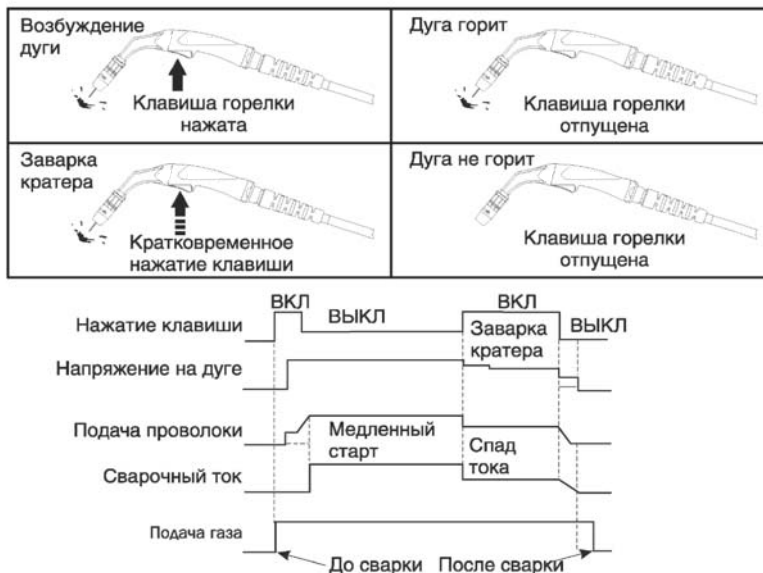 Возбуждение
дуги
Клавиша горелки
нажата
Дуга горит
Клавиша горелки
отпущена
Заварка
кратера
Кратковременное
нажатие клавиши
Дуга не горит
Клавиша горелки
отпущена
ВКЛ
ВЫКЛ
ВКЛ
ВЫКЛ
Нажатие клавиши
Заварка
кратера
Напряжение на дуге
Подача проволоки
Медленный
старт
Спад
тока
Сварочный ток
Подача газа
До сварки
После сварки